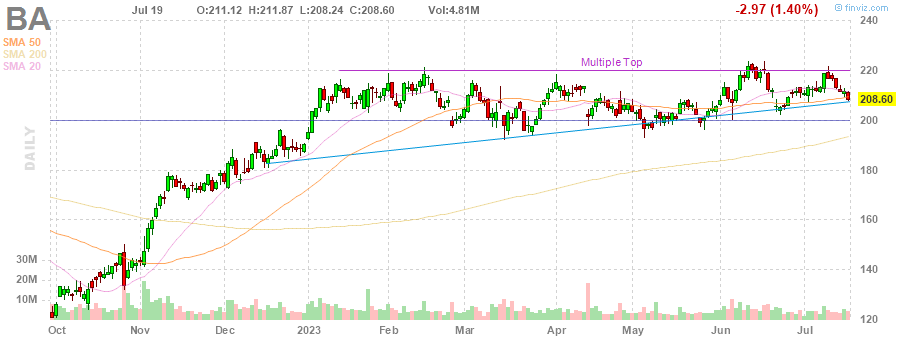 BA
Jul 19 O:211.12 H:211.87 L:208.24 C:208.60 Vol:4.81M -2.97 (1.40%) © finviz.com
SMA 50
SMA 200
SMA 20
Multiple Top
DAILY
240
220
208.60
200
180
160
140
120
30M
20M
10M
Oct Nov Dec 2023 Feb Mar Apr May Jun Jul